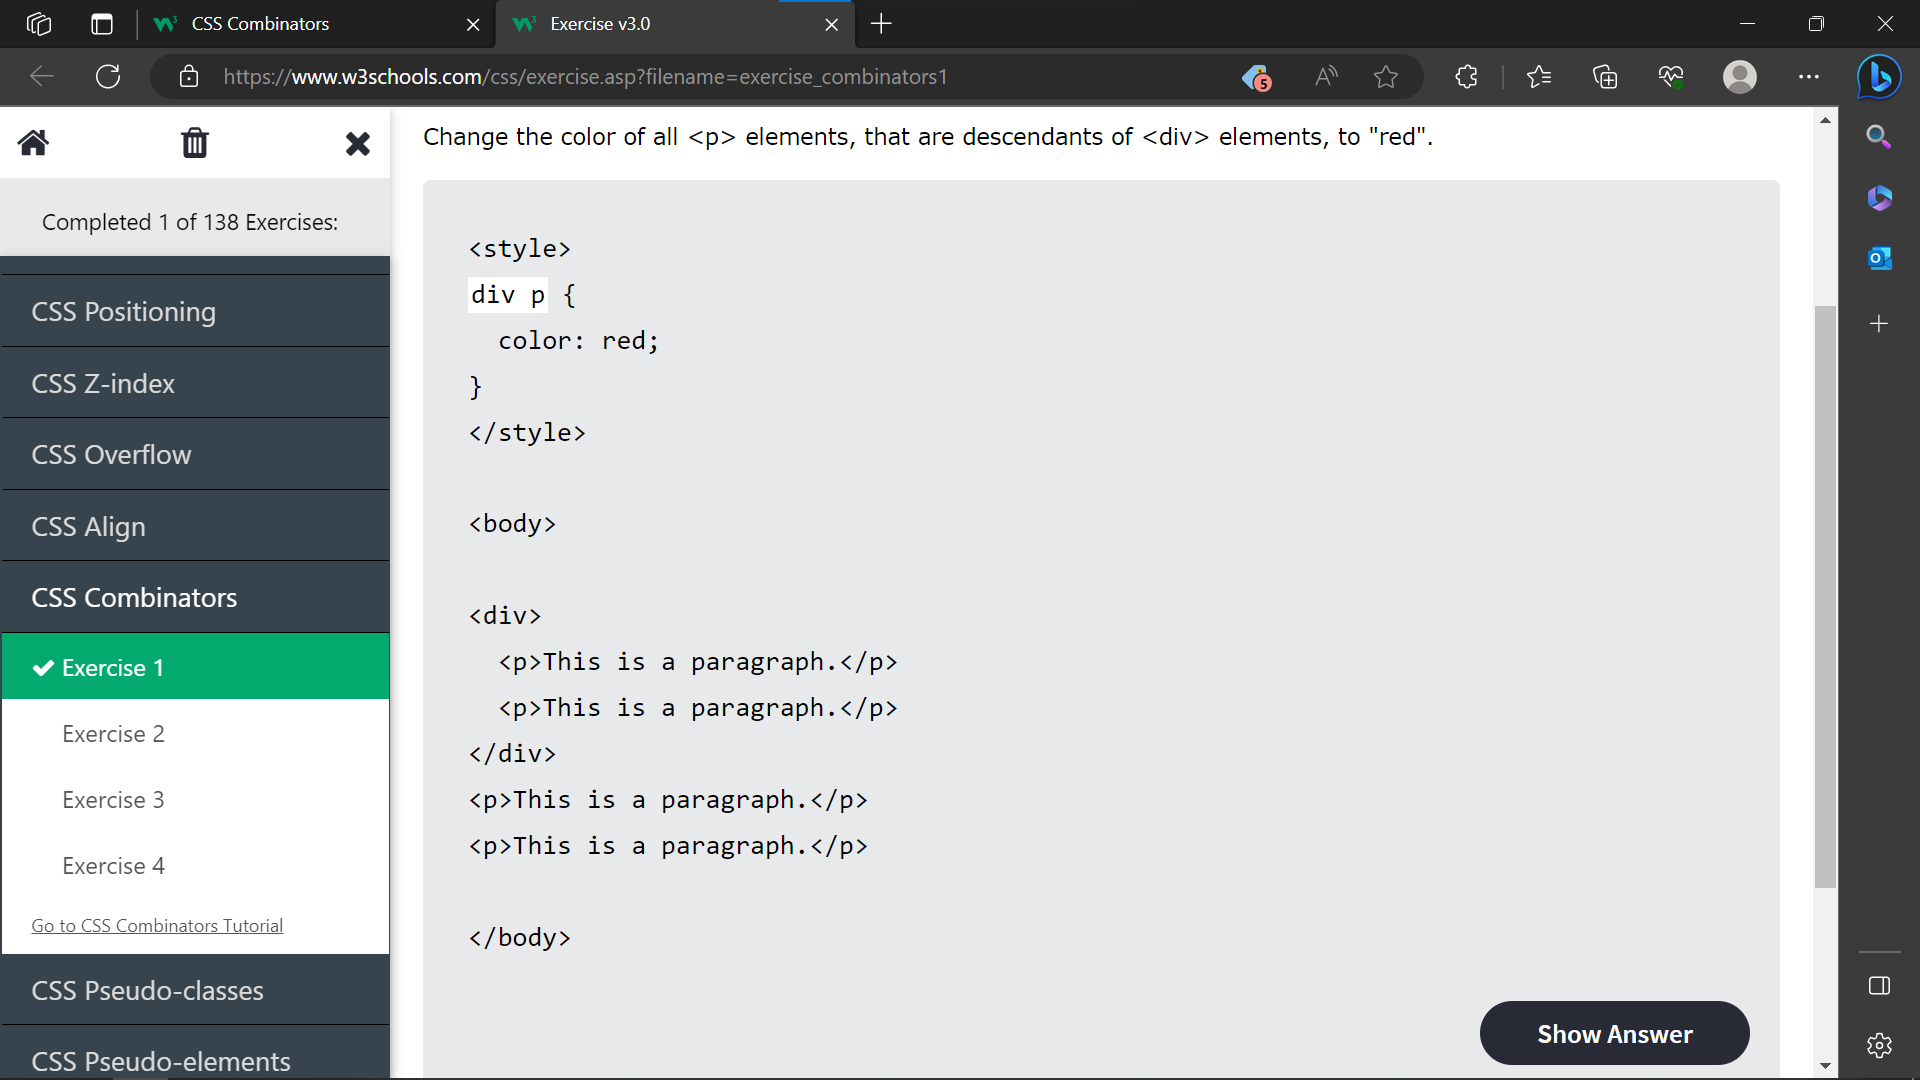 CSS Combinators
Exercise v3.0
https://www.w3schools.com/css/exercise.asp?filename=exercise_combinators1
5
Completed 1 of 138 Exercises:
CSS Positioning
CSS Z-index
CSS Overflow
CSS Align
CSS Combinators
Exercise 1
Exercise 2
Exercise 3
Exercise 4
Go to CSS Combinators Tutorial
CSS Pseudo-classes
CSS Pseudo-elements
Change the color of all <p> elements, that are descendants of <div> elements, to "red".
<style>
div p {
  color: red;
}
</style>
<body>
<div>
  <p>This is a paragraph.</p>
  <p>This is a paragraph.</p>
</div>
<p>This is a paragraph.</p>
<p>This is a paragraph.</p>
</body>
Show Answer